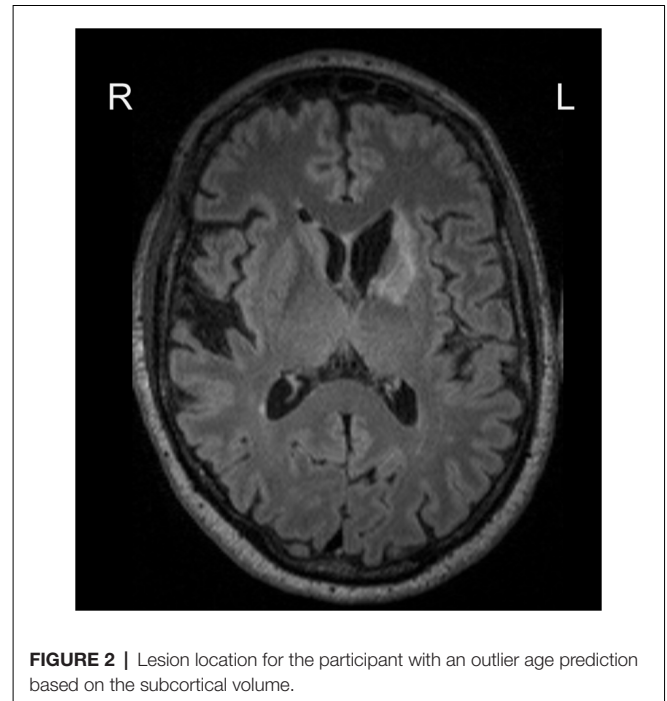 R L
FIGURE 2 | Lesion location for the participant with an outlier age prediction
based on the subcortical volume.